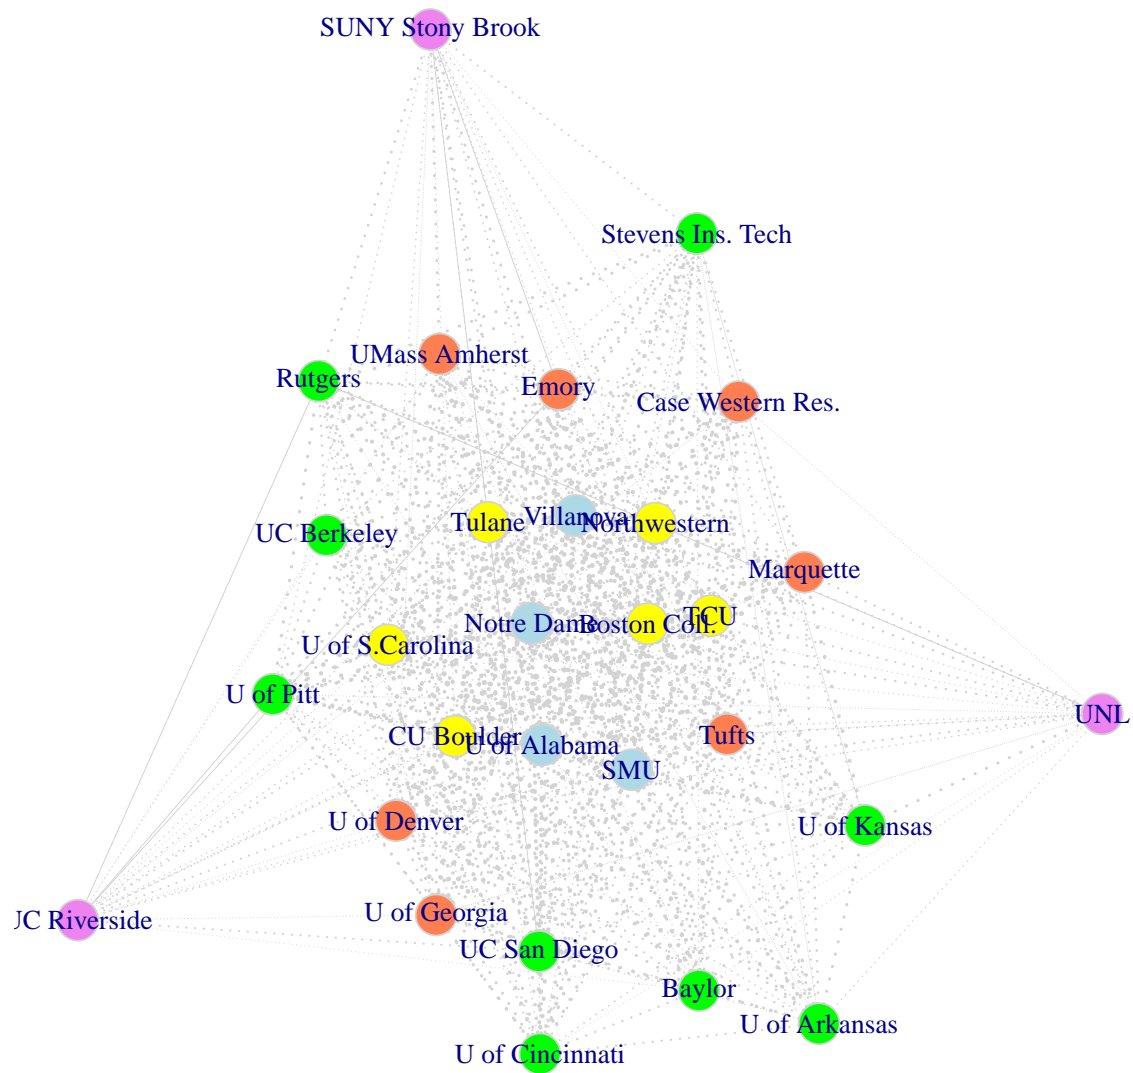 SUNY Stony Brook
Stevens Ins. Tech
UMass Amherst
Rutgers
Emory
Case Western Res.
Tulane
Villanova
Northwestern
UC Berkeley
Marquette
Notre Dame
Boston Coll.
TCU
U of S.Carolina
U of Pitt
UNL
CU Boulder
U of Alabama
Tufts
SMU
U of Denver
U of Kansas
U of Georgia
JC Riverside
UC San Diego
Baylor
U of Arkansas
U of Cincinnati